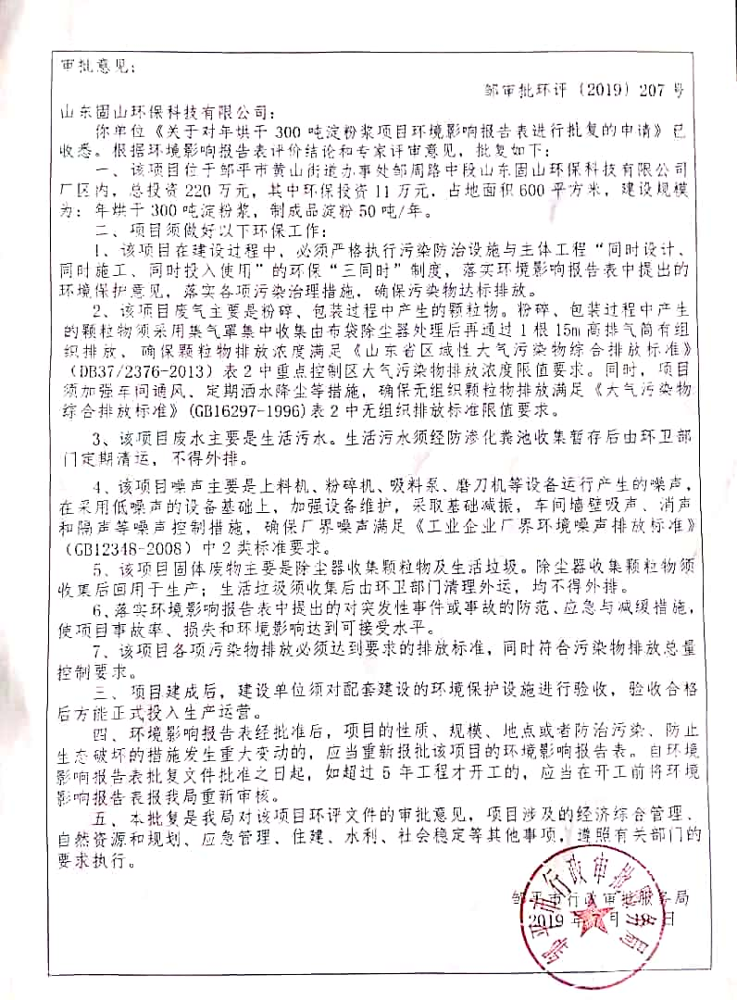 审批意见：
邹审批环评（2019）207 号
山东固山环保科技有限公司：
你单位《关于对年烘干 300 吨淀粉浆项目环境影响报告表进行批复的申请》已
收悉。根据环境影响报告表评价结论和专家评审意见，批复如下：
一、该项目位于邹平市黄山街道办事处邹周路中段山东固山环保科技有限公司
厂区内，总投资 220 万元，其中环保投资 11 万元，占地面积 600 平方米，建设规模
为：年烘干 300 吨淀粉浆，制成品淀粉 50 吨/年。
二、项目须做好以下环保工作：
1、该项目在建设过程中，必须严格执行污染防治设施与主体工程“同时设计、
同时施工、同时投入使用”的环保“三同时”制度，落实环境影响报告表中提出的
环境保护意见，落实各项污染治理措施，确保污染物达标排放。
2、该项目废气主要是粉碎、包装过程中产生的颗粒物。粉碎、包装过程中产生
的颗粒物须采用集气罩集中收集由布袋除尘器处理后再通过 1 根 15m 高排气筒有组
织排放、确保颗粒物排放浓度满足《山东省区域性大气污染物综合排放标准》
（DB37/2376-2013）表 2 中重点控制区大气污染物排放浓度限值要求。同时，项目
须加强车间通风、定期洒水降尘等措施，确保无组织颗粒物排放满足《大气污染物
综合排放标准》(GB16297-1996)表 2 中无组织排放标准限值要求。
3、该项目废水主要是生活污水。生活污水须经防渗化粪池收集暂存后由环卫部
门定期清运，不得外排。
4、该项目噪声主要是上料机、粉碎机、吸料泵、磨刀机等设备运行产生的噪声，
在采用低噪声的设备基础上，加强设备维护，采取基础减振，车间墙壁吸声、消声
和隔声等噪声控制措施，确保厂界噪声满足《工业企业厂界环境噪声排放标准》
（GB12348-2008）中 2 类标准要求。
5、该项目固体废物主要是除尘器收集颗粒物及生活垃圾。除尘器收集颗粒物须
收集后回用于生产；生活垃圾须收集后由环卫部门清理外运，均不得外排。
6、落实环境影响报告表中提出的对突发性事件或事故的防范、应急与减缓措施，
使项目事故率、损失和环境影响达到可接受水平。
7、该项目各项污染物排放必须达到要求的排放标准，同时符合污染物排放总量
控制要求。
三、项目建成后，建设单位须对配套建设的环境保护设施进行验收，验收合格
后方能正式投入生产运营。
四、环境影响报告表经批准后，项目的性质、规模、地点或者防治污染、防止
生态破坏的措施发生重大变动的，应当重新报批该项目的环境影响报告表。自环境
影响报告表批复文件批准之日起，如超过 5 年工程才开工的，应当在开工前将环境
影响报告表报我局重新审核。
五、本批复是我局对该项目环评文件的审批意见，项目涉及的经济综合管理、
自然资源和规划、应急管理、住建、水利、社会稳定等其他事项，遵照有关部门的
要求执行。
邹平市行政审批服务局
2019 年 7 月 日
邹平市行政审批服务局